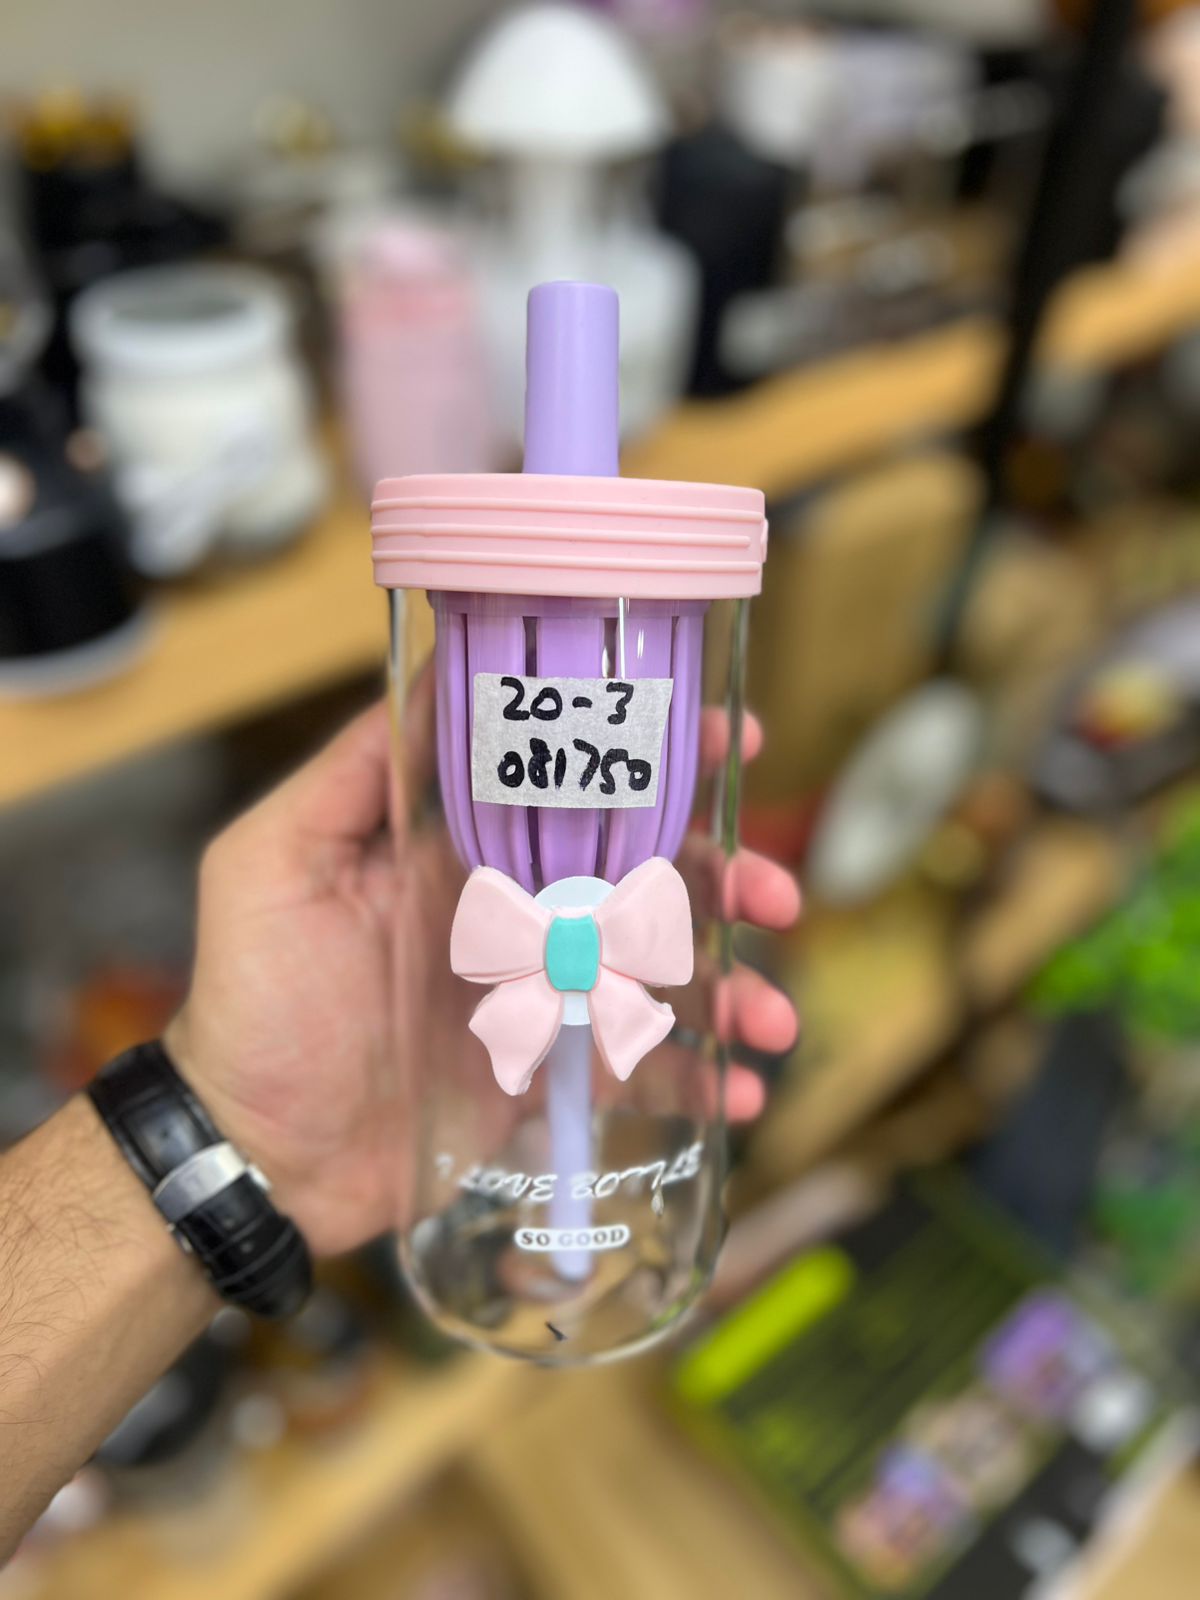 20-3
081750
I LOVE BOTTLE
SO GOOD